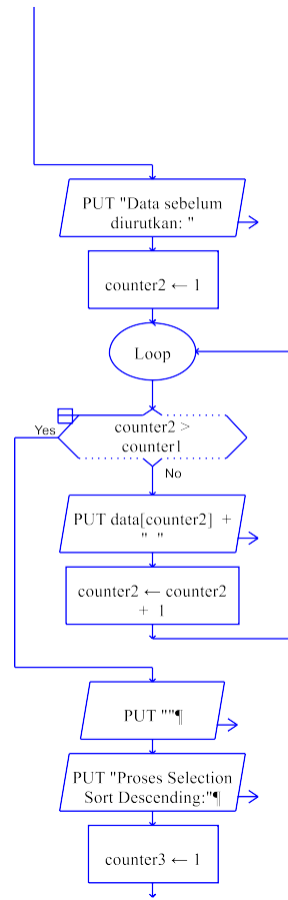 PUT "Data sebelum
diurutkan: "
counter2 ← 1
Loop
counter2 >
counter1
Yes
No
PUT data[counter2] +
" "
counter2 ← counter2
+ 1
PUT ""¶
PUT "Proses Selection
Sort Descending:"¶
counter3 ← 1